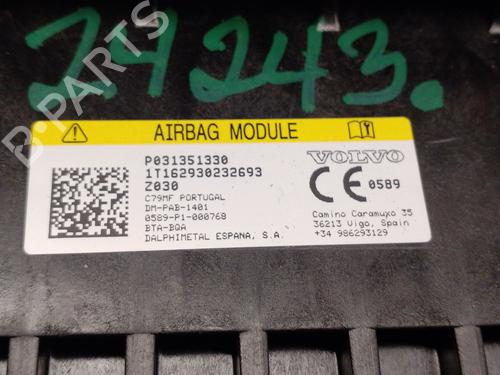 24243.
B-PARTS
AIRBAG MODULE
P031351330
1T162930232693
Z030
C79MF PORTUGAL
DM-PAB-1401
0589-P1-000768
BTA-BQA
DALPHIMETAL ESPANA, S.A.
VOLVO
CE 0589
Camino Caramuxo 35
36213 Vigo, Spain
+34 986293129